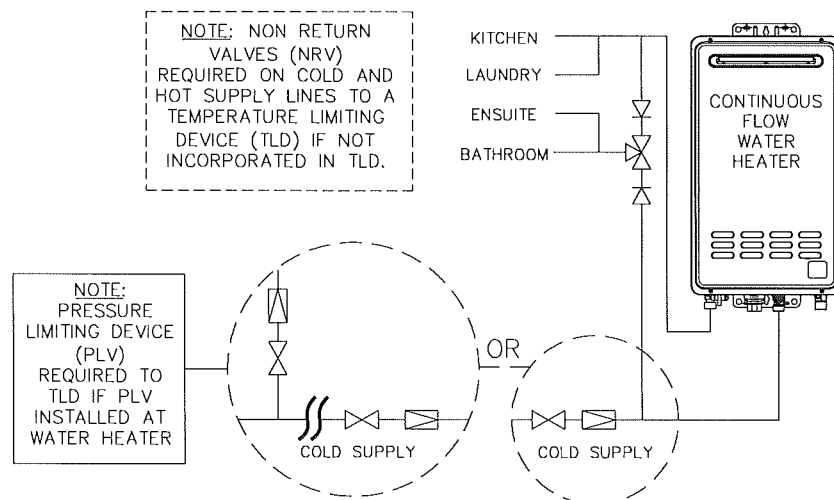 NOTE: NON RETURN
VALVES (NRV)
REQUIRED ON COLD AND
HOT SUPPLY LINES TO A
TEMPERATURE LIMITING
DEVICE (TLD) IF NOT
INCORPORATED IN TLD.
KITCHEN
LAUNDRY
ENSUITE
BATHROOM
CONTINUOUS
FLOW
WATER
HEATER
NOTE:
PRESSURE
LIMITING DEVICE
(PLV)
REQUIRED TO
TLD IF PLV
INSTALLED AT
WATER HEATER
OR
COLD SUPPLY
COLD SUPPLY